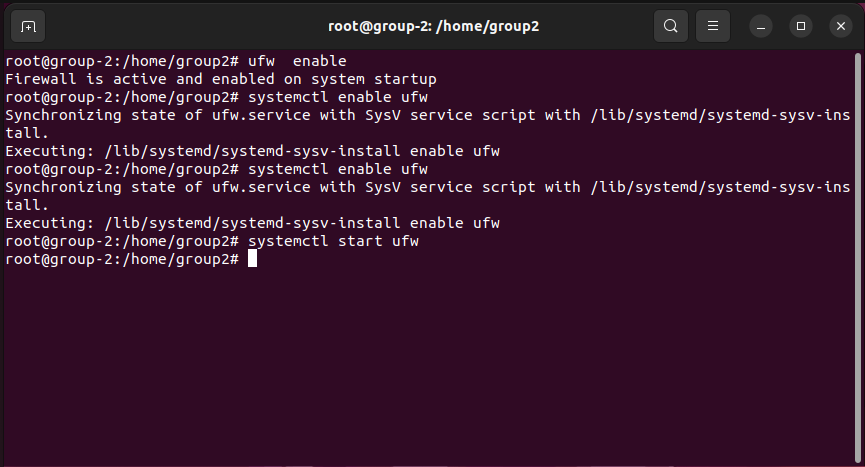 root@group-2: /home/group2
root@group-2:/home/group2# ufw  enable
Firewall is active and enabled on system startup
root@group-2:/home/group2# systemctl enable ufw
Synchronizing state of ufw.service with SysV service script with /lib/systemd/systemd-sysv-ins
tall.
Executing: /lib/systemd/systemd-sysv-install enable ufw
root@group-2:/home/group2# systemctl enable ufw
Synchronizing state of ufw.service with SysV service script with /lib/systemd/systemd-sysv-ins
tall.
Executing: /lib/systemd/systemd-sysv-install enable ufw
root@group-2:/home/group2# systemctl start ufw
root@group-2:/home/group2#